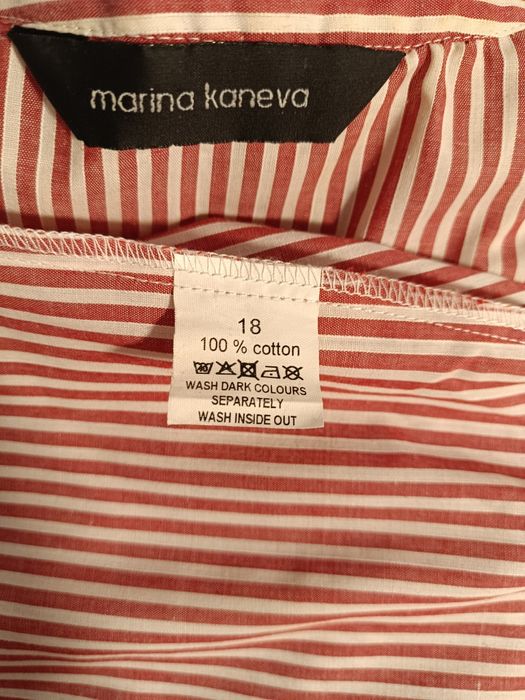 marina kaneva
18
100 % cotton
WASH DARK COLOURS
SEPARATELY
WASH INSIDE OUT